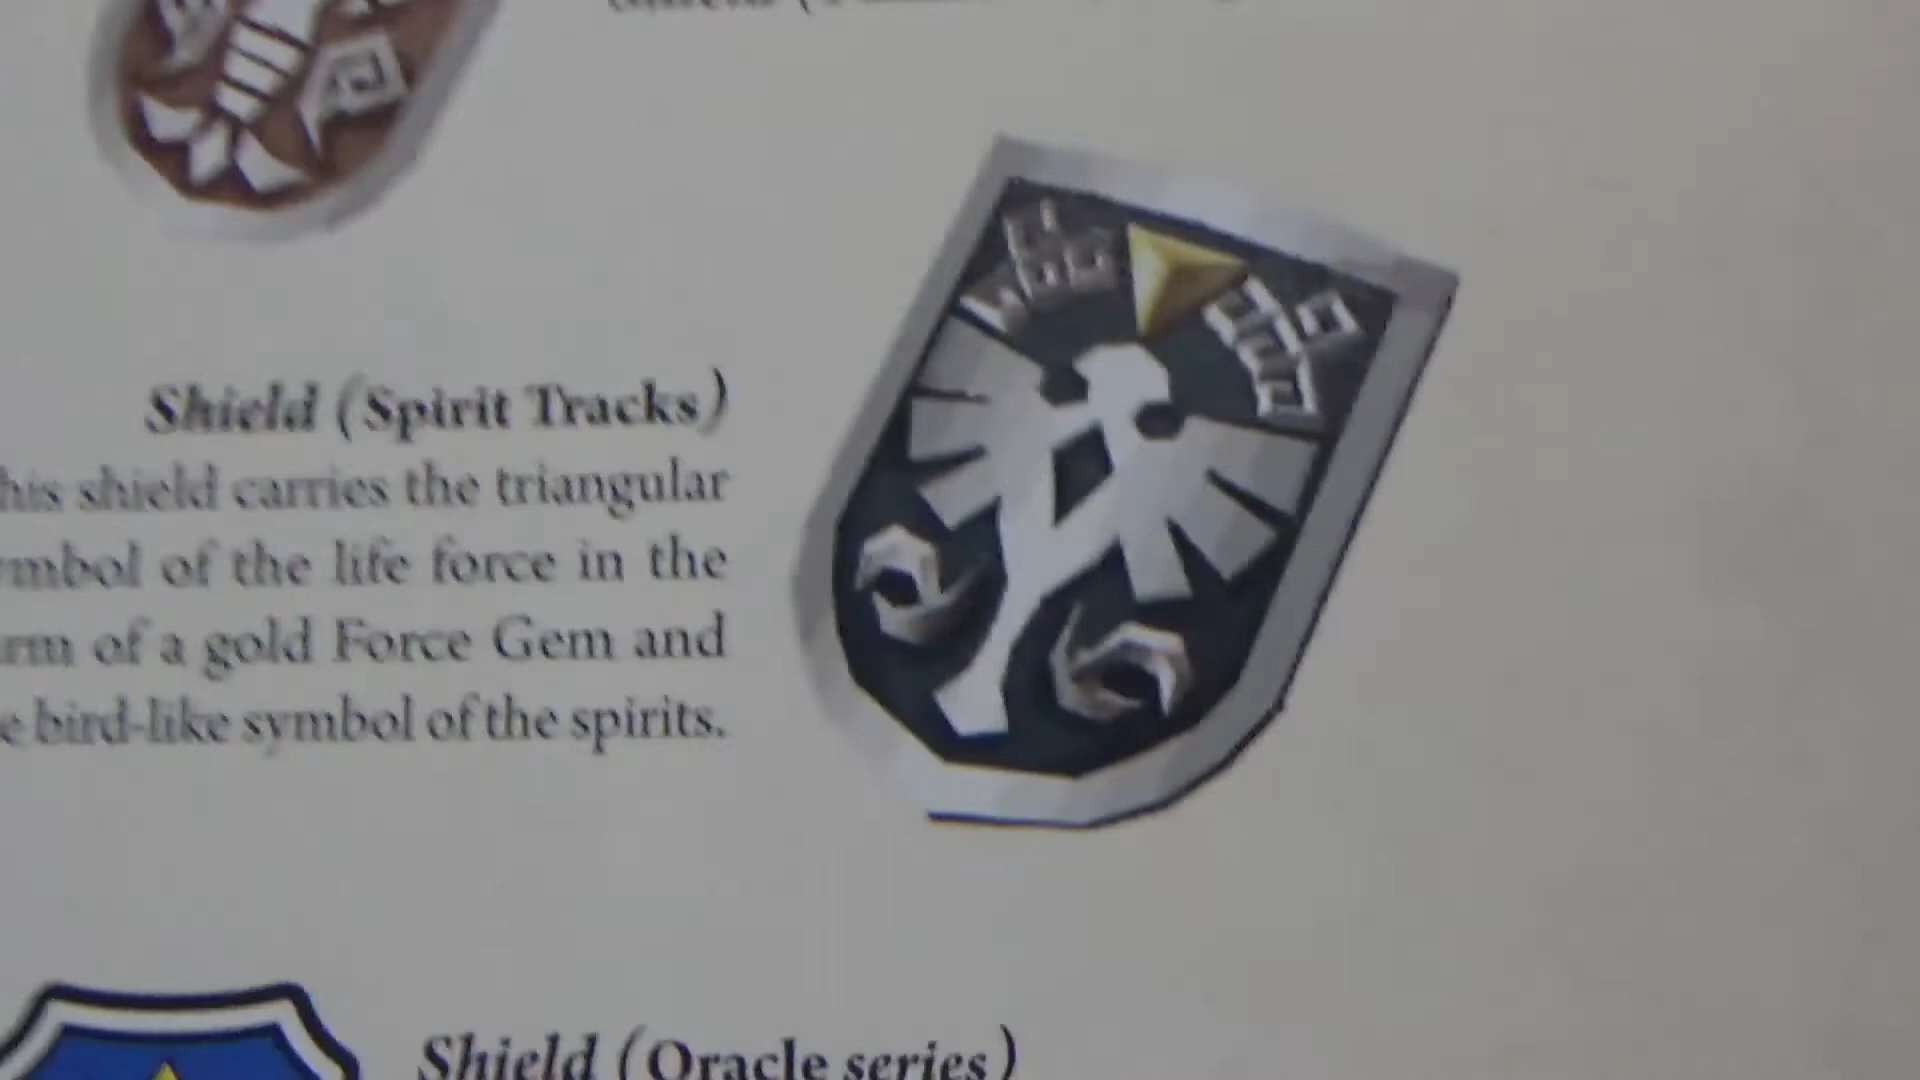 Shield (
Shield (Spirit Tracks)
his shield carries the triangular
mbol of the life force in the
rm of a gold Force Gem and
e bird-like symbol of the spirits.
Shield (Oracle series)